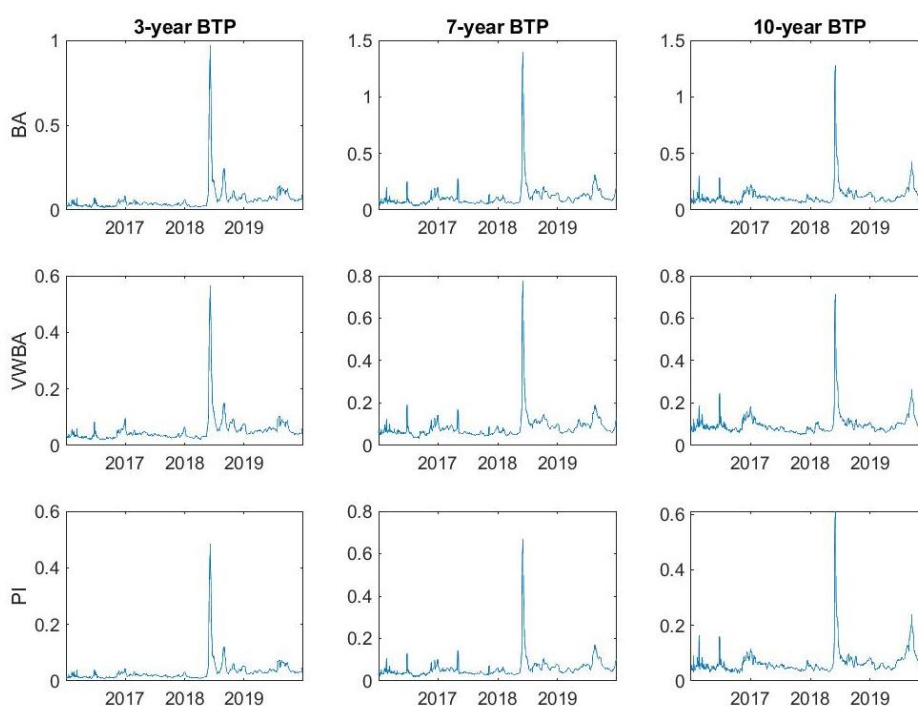 3-year BTP 7-year BTP 10-year BTP
BA 1 0.5 0 1.5 1 0.5 0 1.5 1 0.5 0
2017 2018 2019 2017 2018 2019 2017 2018 2019
VWBA 0.6 0.4 0.2 0 0.8 0.6 0.4 0.2 0 0.8 0.6 0.4 0.2 0
2017 2018 2019 2017 2018 2019 2017 2018 2019
PI 0.6 0.4 0.2 0 0.8 0.6 0.4 0.2 0 0.6 0.4 0.2 0
2017 2018 2019 2017 2018 2019 2017 2018 2019